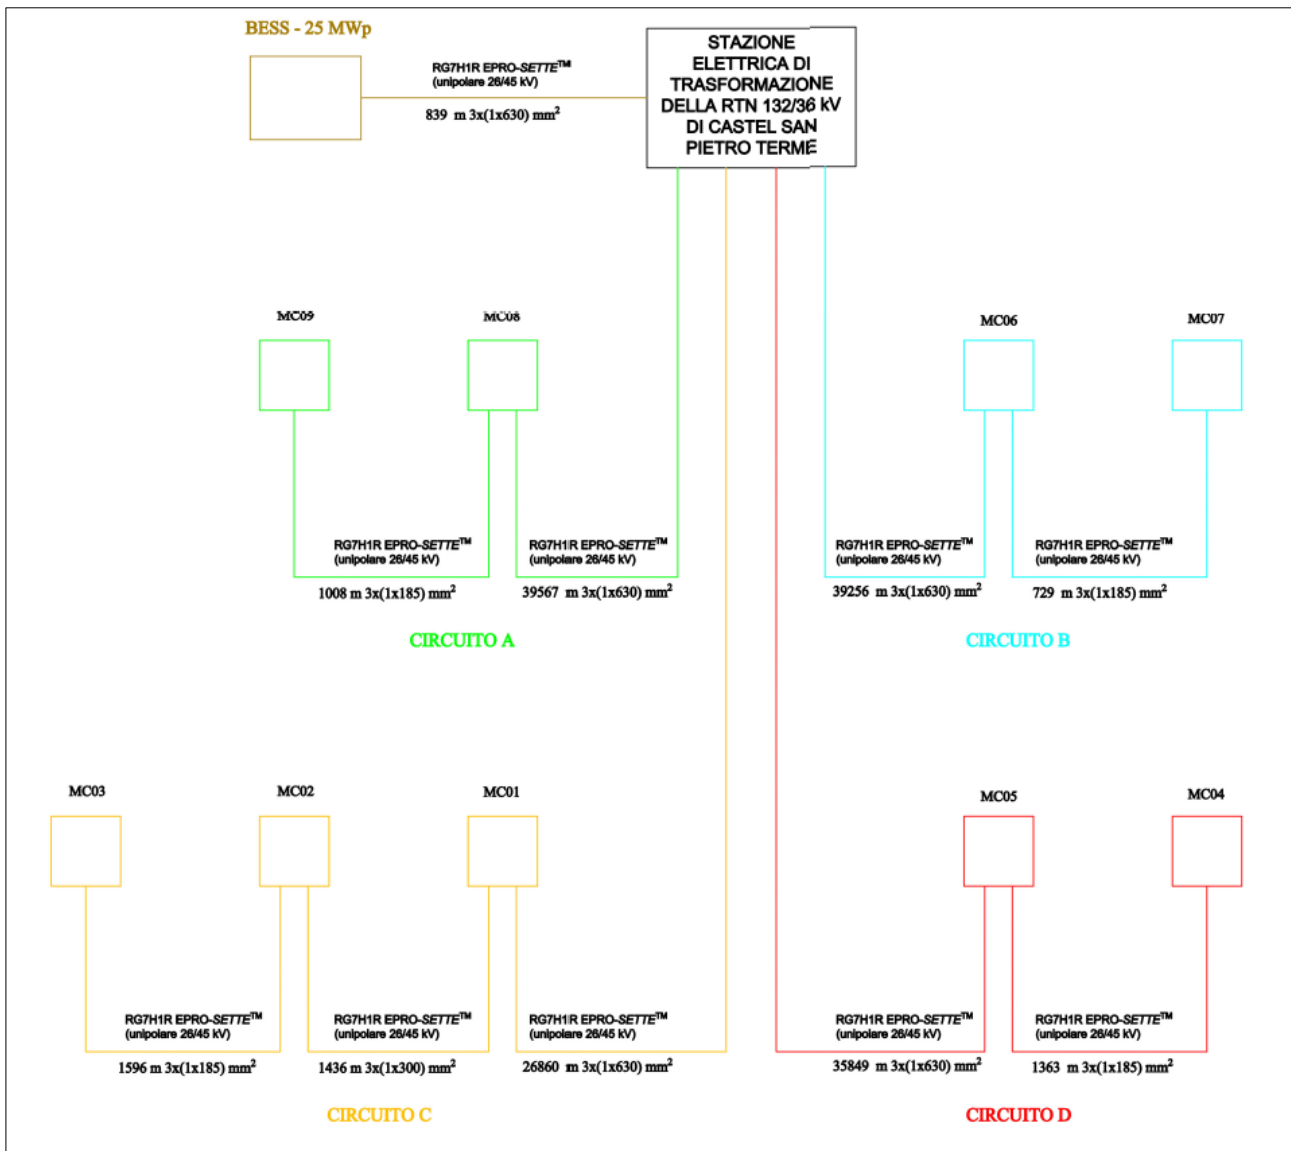 BESS - 25 MWp
RG7H1R EPRO-SETTE™
(unipolare 26/45 kV)
839 m 3x(1x630) mm²
STAZIONE
ELETTRICA DI
TRASFORMAZIONE
DELLA RTN 132/36 kV
DI CASTEL SAN
PIETRO TERME
MC09
MC08
MC06
MC07
RG7H1R EPRO-SETTE™
(unipolare 26/45 kV)
1008 m 3x(1x185) mm²
RG7H1R EPRO-SETTE™
(unipolare 26/45 kV)
39567 m 3x(1x630) mm²
RG7H1R EPRO-SETTE™
(unipolare 26/45 kV)
39256 m 3x(1x630) mm²
RG7H1R EPRO-SETTE™
(unipolare 26/45 kV)
729 m 3x(1x185) mm²
CIRCUITO A
CIRCUITO B
MC03
MC02
MC01
MC05
MC04
RG7H1R EPRO-SETTE™
(unipolare 26/45 kV)
1596 m 3x(1x185) mm²
RG7H1R EPRO-SETTE™
(unipolare 26/45 kV)
1436 m 3x(1x300) mm²
RG7H1R EPRO-SETTE™
(unipolare 26/45 kV)
26860 m 3x(1x630) mm²
RG7H1R EPRO-SETTE™
(unipolare 26/45 kV)
35849 m 3x(1x630) mm²
RG7H1R EPRO-SETTE™
(unipolare 26/45 kV)
1363 m 3x(1x185) mm²
CIRCUITO C
CIRCUITO D